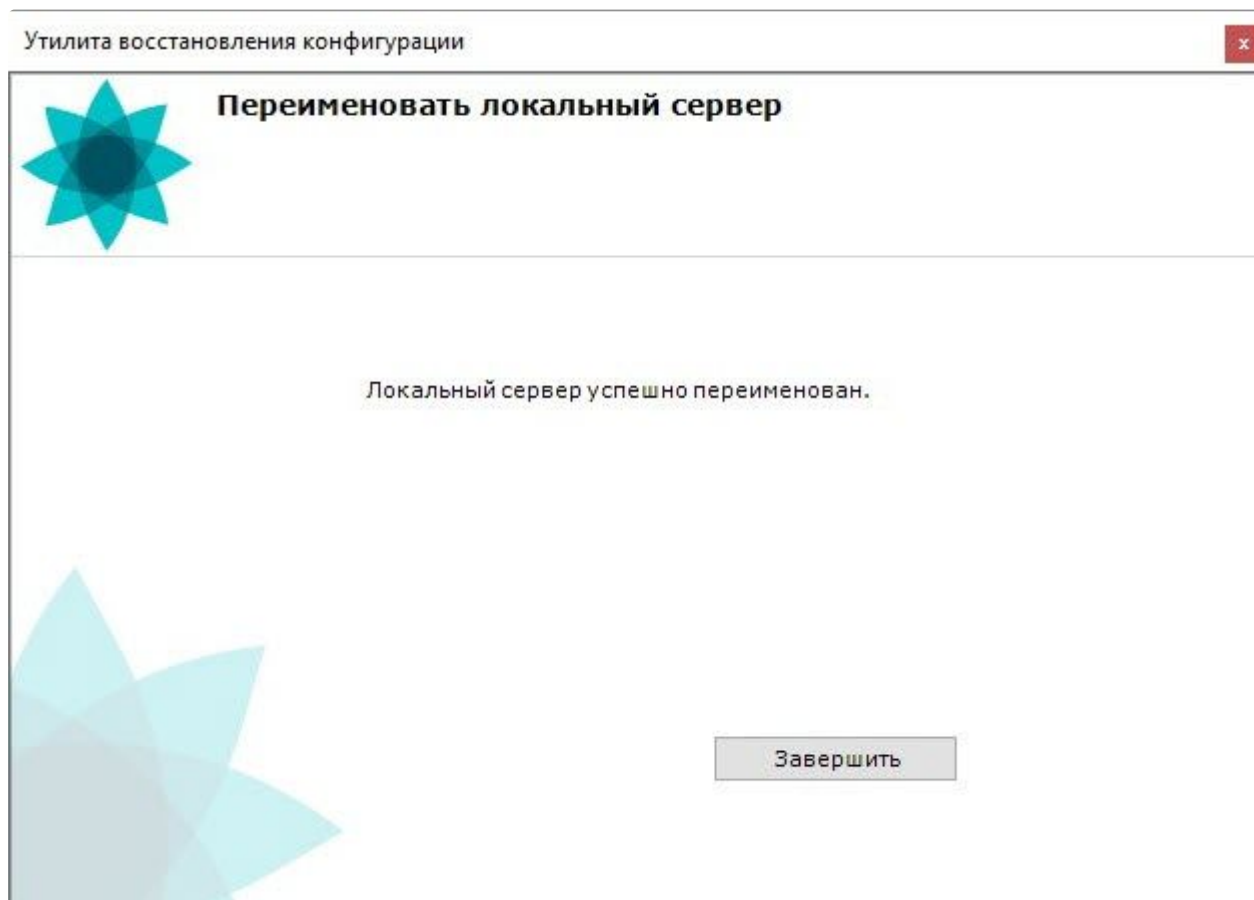 Утилита восстановления конфигурации
x
Переименовать локальный сервер
Локальный сервер успешно переименован.
Завершить